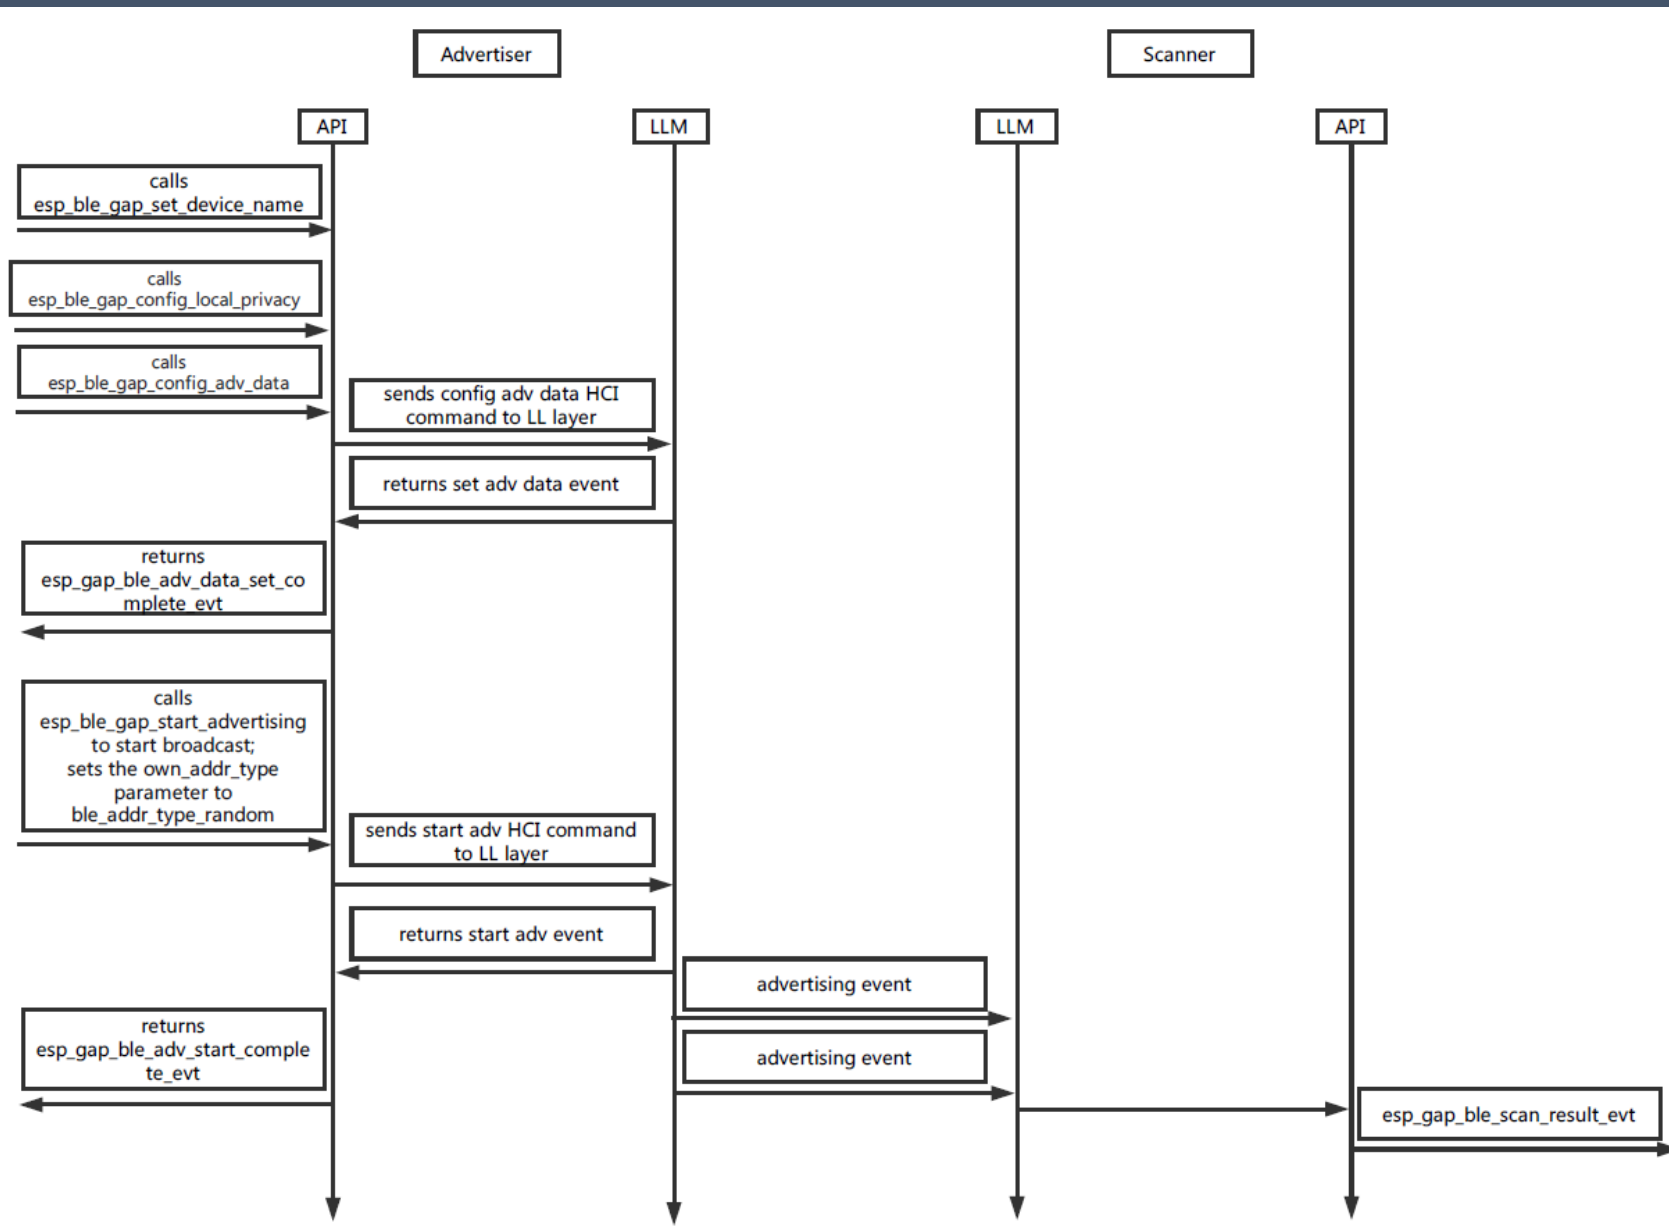 Advertiser
Scanner
API
LLM
LLM
API
calls
esp_ble_gap_set_device_name
calls
esp_ble_gap_config_local_privacy
calls
esp_ble_gap_config_adv_data
sends config adv data HCI
command to LL layer
returns set adv data event
returns
esp_gap_ble_adv_data_set_co
mplete_evt
calls
esp_ble_gap_start_advertising
to start broadcast;
sets the own_addr_type
parameter to
ble_addr_type_random
sends start adv HCI command
to LL layer
returns start adv event
advertising event
returns
esp_gap_ble_adv_start_comple
te_evt
advertising event
esp_gap_ble_scan_result_evt